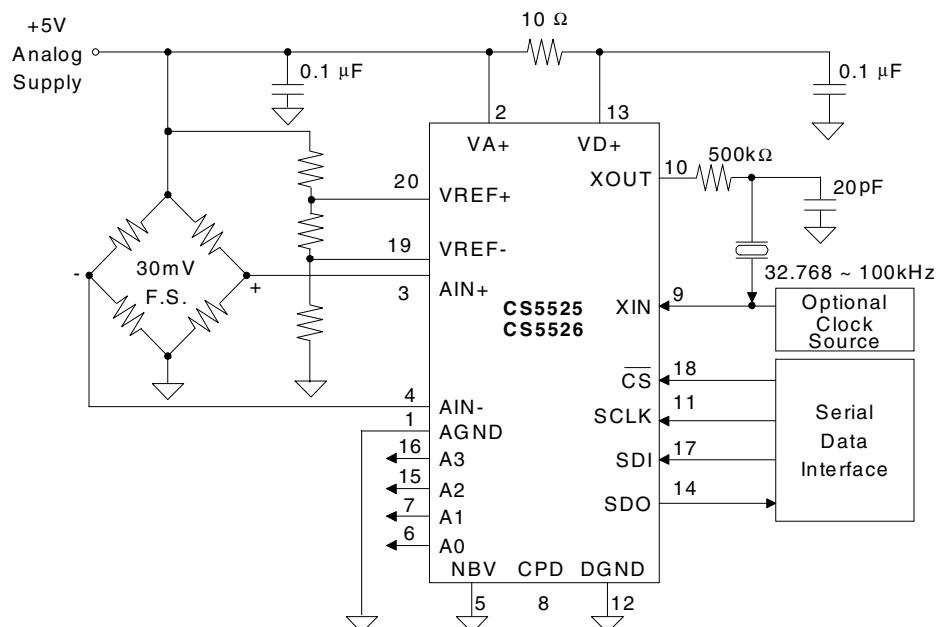 +5V
Analog
Supply
10 Ω
0.1 µF
0.1 µF
2
13
VA+
VD+
20
VREF+
19
VREF-
3
AIN+
30mV
F.S.
-
+
CS5525
CS5526
XOUT
10
500kΩ
20pF
32.768 ~ 100kHz
XIN
9
Optional
Clock
Source
CS
18
SCLK
11
SDI
17
SDO
14
Serial
Data
Interface
4
AIN-
1
AGND
16
A3
15
A2
7
A1
6
A0
NBV
CPD
DGND
5
8
12